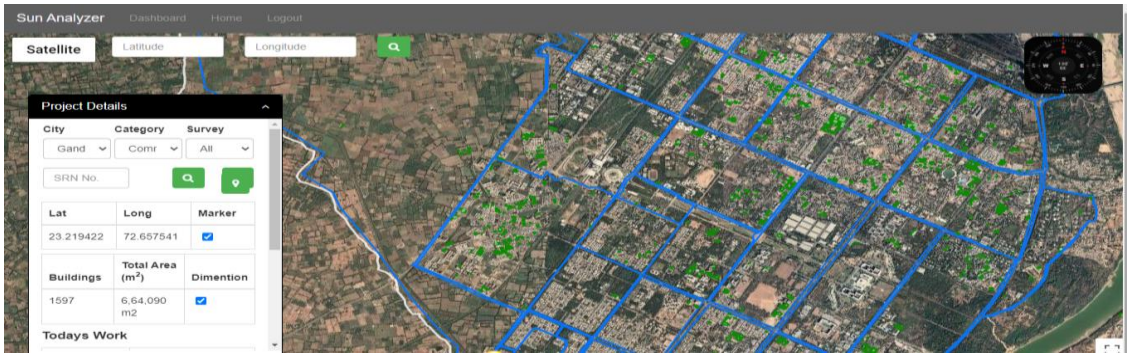 Sun Analyzer Dashboard Home Logout
Satellite Latitude Longitude
Project Details
City Category Survey
Gand Comr All
SRN No.
Lat Long Marker
23.219422 72.657541
Buildings Total Area (m²) Dimention
1597 6,64,090 m2
Todays Work